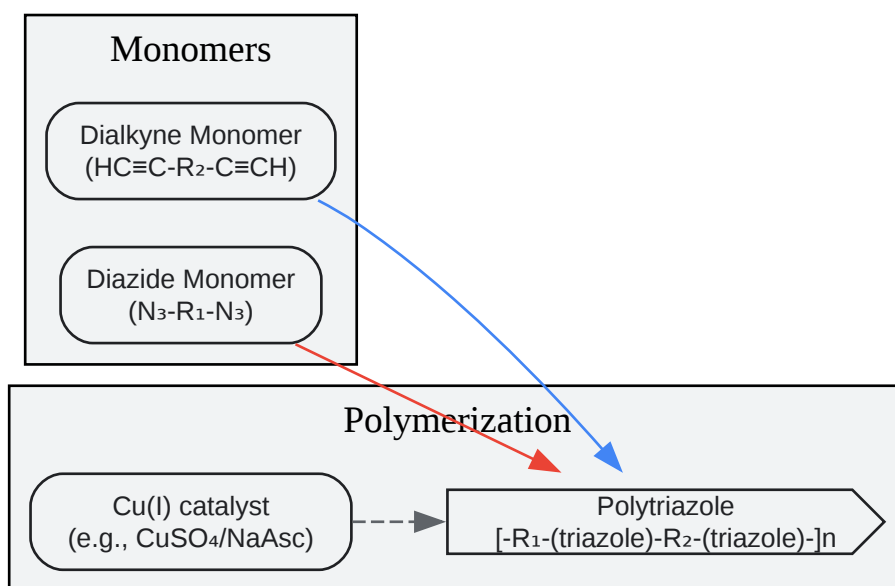 Monomers
Dialkyne Monomer
(HC≡C-R₂-C≡CH)
Diazide Monomer
(N₃-R₁-N₃)
Polymerization
Cu(I) catalyst
(e.g., CuSO₄/NaAsc)
Polytriazole
[-R₁-(triazole)-R₂-(triazole)-]n